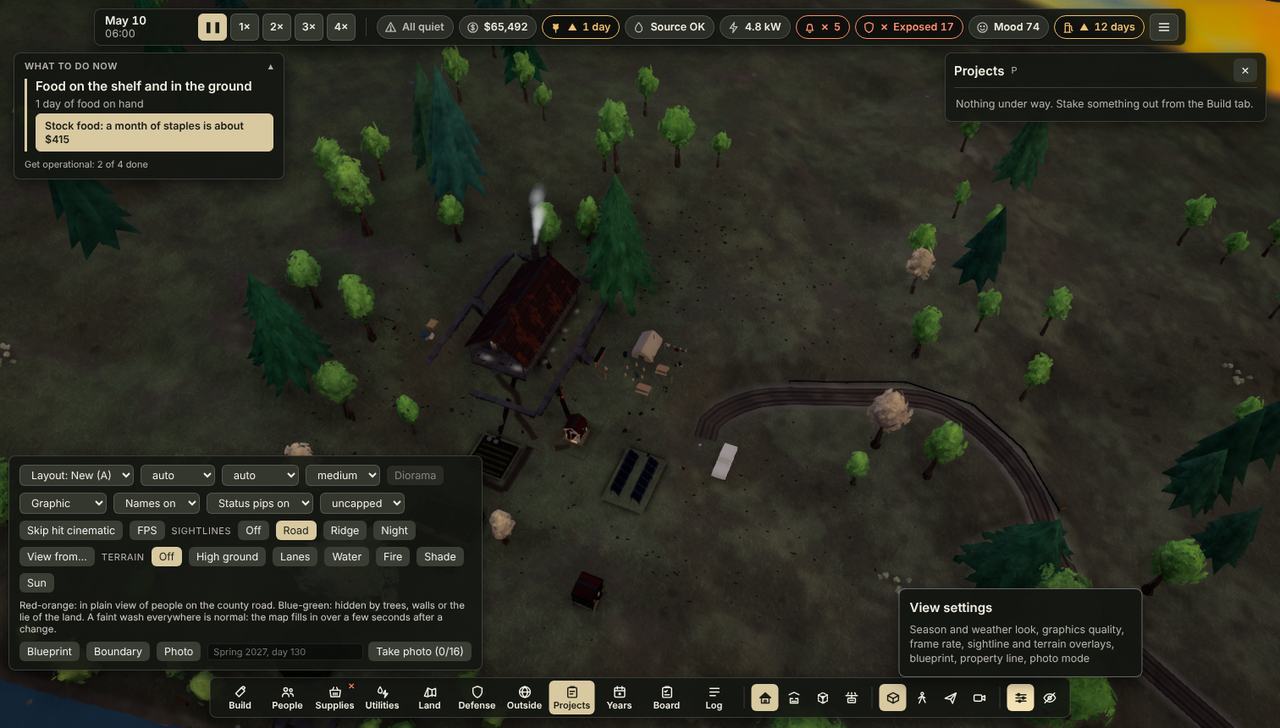 May 10
06:00
1×
2×
3×
4×
All quiet
$65,492
▲ 1 day
Source OK
4.8 kW
✕ 5
✕ Exposed 17
Mood 74
▲ 12 days
WHAT TO DO NOW
Food on the shelf and in the ground
1 day of food on hand
Stock food: a month of staples is about
$415
Get operational: 2 of 4 done
Projects P
Nothing under way. Stake something out from the Build tab.
Layout: New (A) auto auto medium Diorama
Graphic Names on Status pips on uncapped
Skip hit cinematic FPS SIGHTLINES Off Road Ridge Night
View from... TERRAIN Off High ground Lanes Water Fire Shade
Sun
Red-orange: in plain view of people on the county road. Blue-green: hidden by trees, walls or the
lie of the land. A faint wash everywhere is normal: the map fills in over a few seconds after a
change.
Blueprint Boundary Photo Spring 2027, day 130 Take photo (0/16)
View settings
Season and weather look, graphics quality,
frame rate, sightline and terrain overlays,
blueprint, property line, photo mode
Build People Supplies Utilities Land Defense Outside Projects Years Board Log